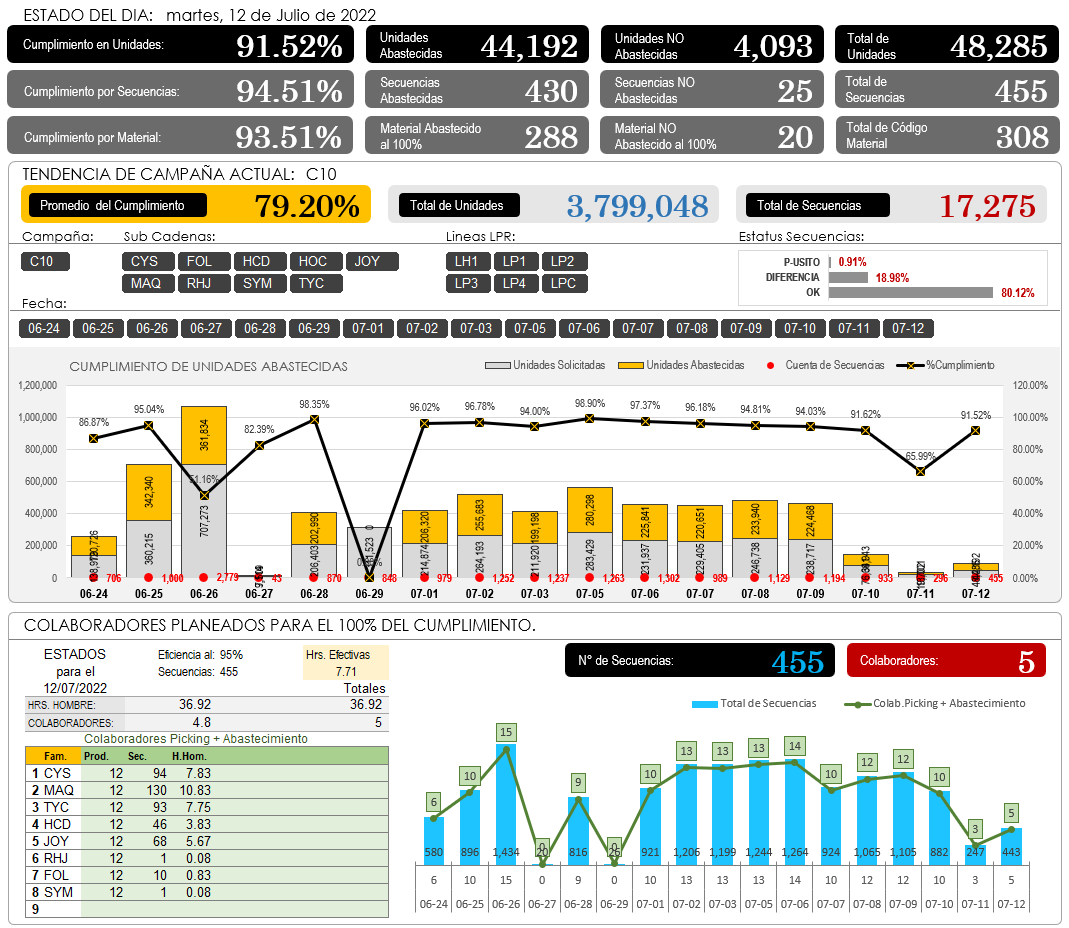 ESTADO DEL DIA: martes, 12 de Julio de 2022
Cumplimiento en Unidades: 91.52% Unidades Abastecidas 44,192 Unidades NO Abastecidas 4,093 Total de Unidades 48,285
Cumplimiento por Secuencias: 94.51% Secuencias Abastecidas 430 Secuencias NO Abastecidas 25 Total de Secuencias 455
Cumplimiento por Material: 93.51% Material Abastecido al 100% 288 Material NO Abastecido al 100% 20 Total de Código Material 308
TENDENCIA DE CAMPAÑA ACTUAL: C10
Promedio del Cumplimiento 79.20% Total de Unidades 3,799,048 Total de Secuencias 17,275
Campaña: Sub Cadenas: Lineas LPR: Estatus Secuencias:
C10 CYS FOL HCD HOC JOY LH1 LP1 LP2
MAQ RHJ SYM TYC LP3 LP4 LPC
P-USITO 0.91%
DIFERENCIA 18.98%
OK 80.12%
Fecha:
06-24 06-25 06-26 06-27 06-28 06-29 07-01 07-02 07-03 07-05 07-06 07-07 07-08 07-09 07-10 07-11 07-12
CUMPLIMIENTO DE UNIDADES ABASTECIDAS Unidades Solicitadas Unidades Abastecidas Cuenta de Secuencias %Cumplimiento
1,200,000 120.00%
1,000,000 100.00%
800,000 80.00%
600,000 60.00%
400,000 40.00%
200,000 20.00%
0 0.00%
86.87% 95.04% 51.16% 82.39% 98.35% 96.02% 96.78% 94.00% 98.90% 97.37% 96.18% 94.81% 94.03% 91.62% 65.99% 91.52%
342,340 361,834 202,990 0 206,320 255,683 199,198 280,298 225,841 220,651 233,940 224,468
360,215 707,273 206,403 214,874 264,193 211,920 283,429 231,937 229,405 246,738 238,717
706 1,000 2,779 43 870 848 979 1,252 1,237 1,263 1,302 989 1,129 1,194 933 296 455
06-24 06-25 06-26 06-27 06-28 06-29 07-01 07-02 07-03 07-05 07-06 07-07 07-08 07-09 07-10 07-11 07-12
COLABORADORES PLANEADOS PARA EL 100% DEL CUMPLIMIENTO.
ESTADOS para el 12/07/2022
Eficiencia al: 95% Hrs. Efectivas
Secuencias: 455 7.71
Totales
HRS. HOMBRE: 36.92 36.92
COLABORADORES: 4.8 5
Colaboradores Picking + Abastecimiento
Fam. Prod. Sec. H.Hom.
1 CYS 12 94 7.83
2 MAQ 12 130 10.83
3 TYC 12 93 7.75
4 HCD 12 46 3.83
5 JOY 12 68 5.67
6 RHJ 12 1 0.08
7 FOL 12 10 0.83
8 SYM 12 1 0.08
9
N° de Secuencias: 455 Colaboradores: 5
Total de Secuencias Colab.Picking + Abastecimiento
6 10 15 0 9 0 10 13 13 13 14 10 12 12 10 3 5
580 896 1,434 816 921 1,206 1,199 1,244 1,264 924 1,065 1,105 882 247 443
6 10 15 0 9 0 10 13 13 13 14 10 12 12 10 3 5
06-24 06-25 06-26 06-27 06-28 06-29 07-01 07-02 07-03 07-05 07-06 07-07 07-08 07-09 07-10 07-11 07-12